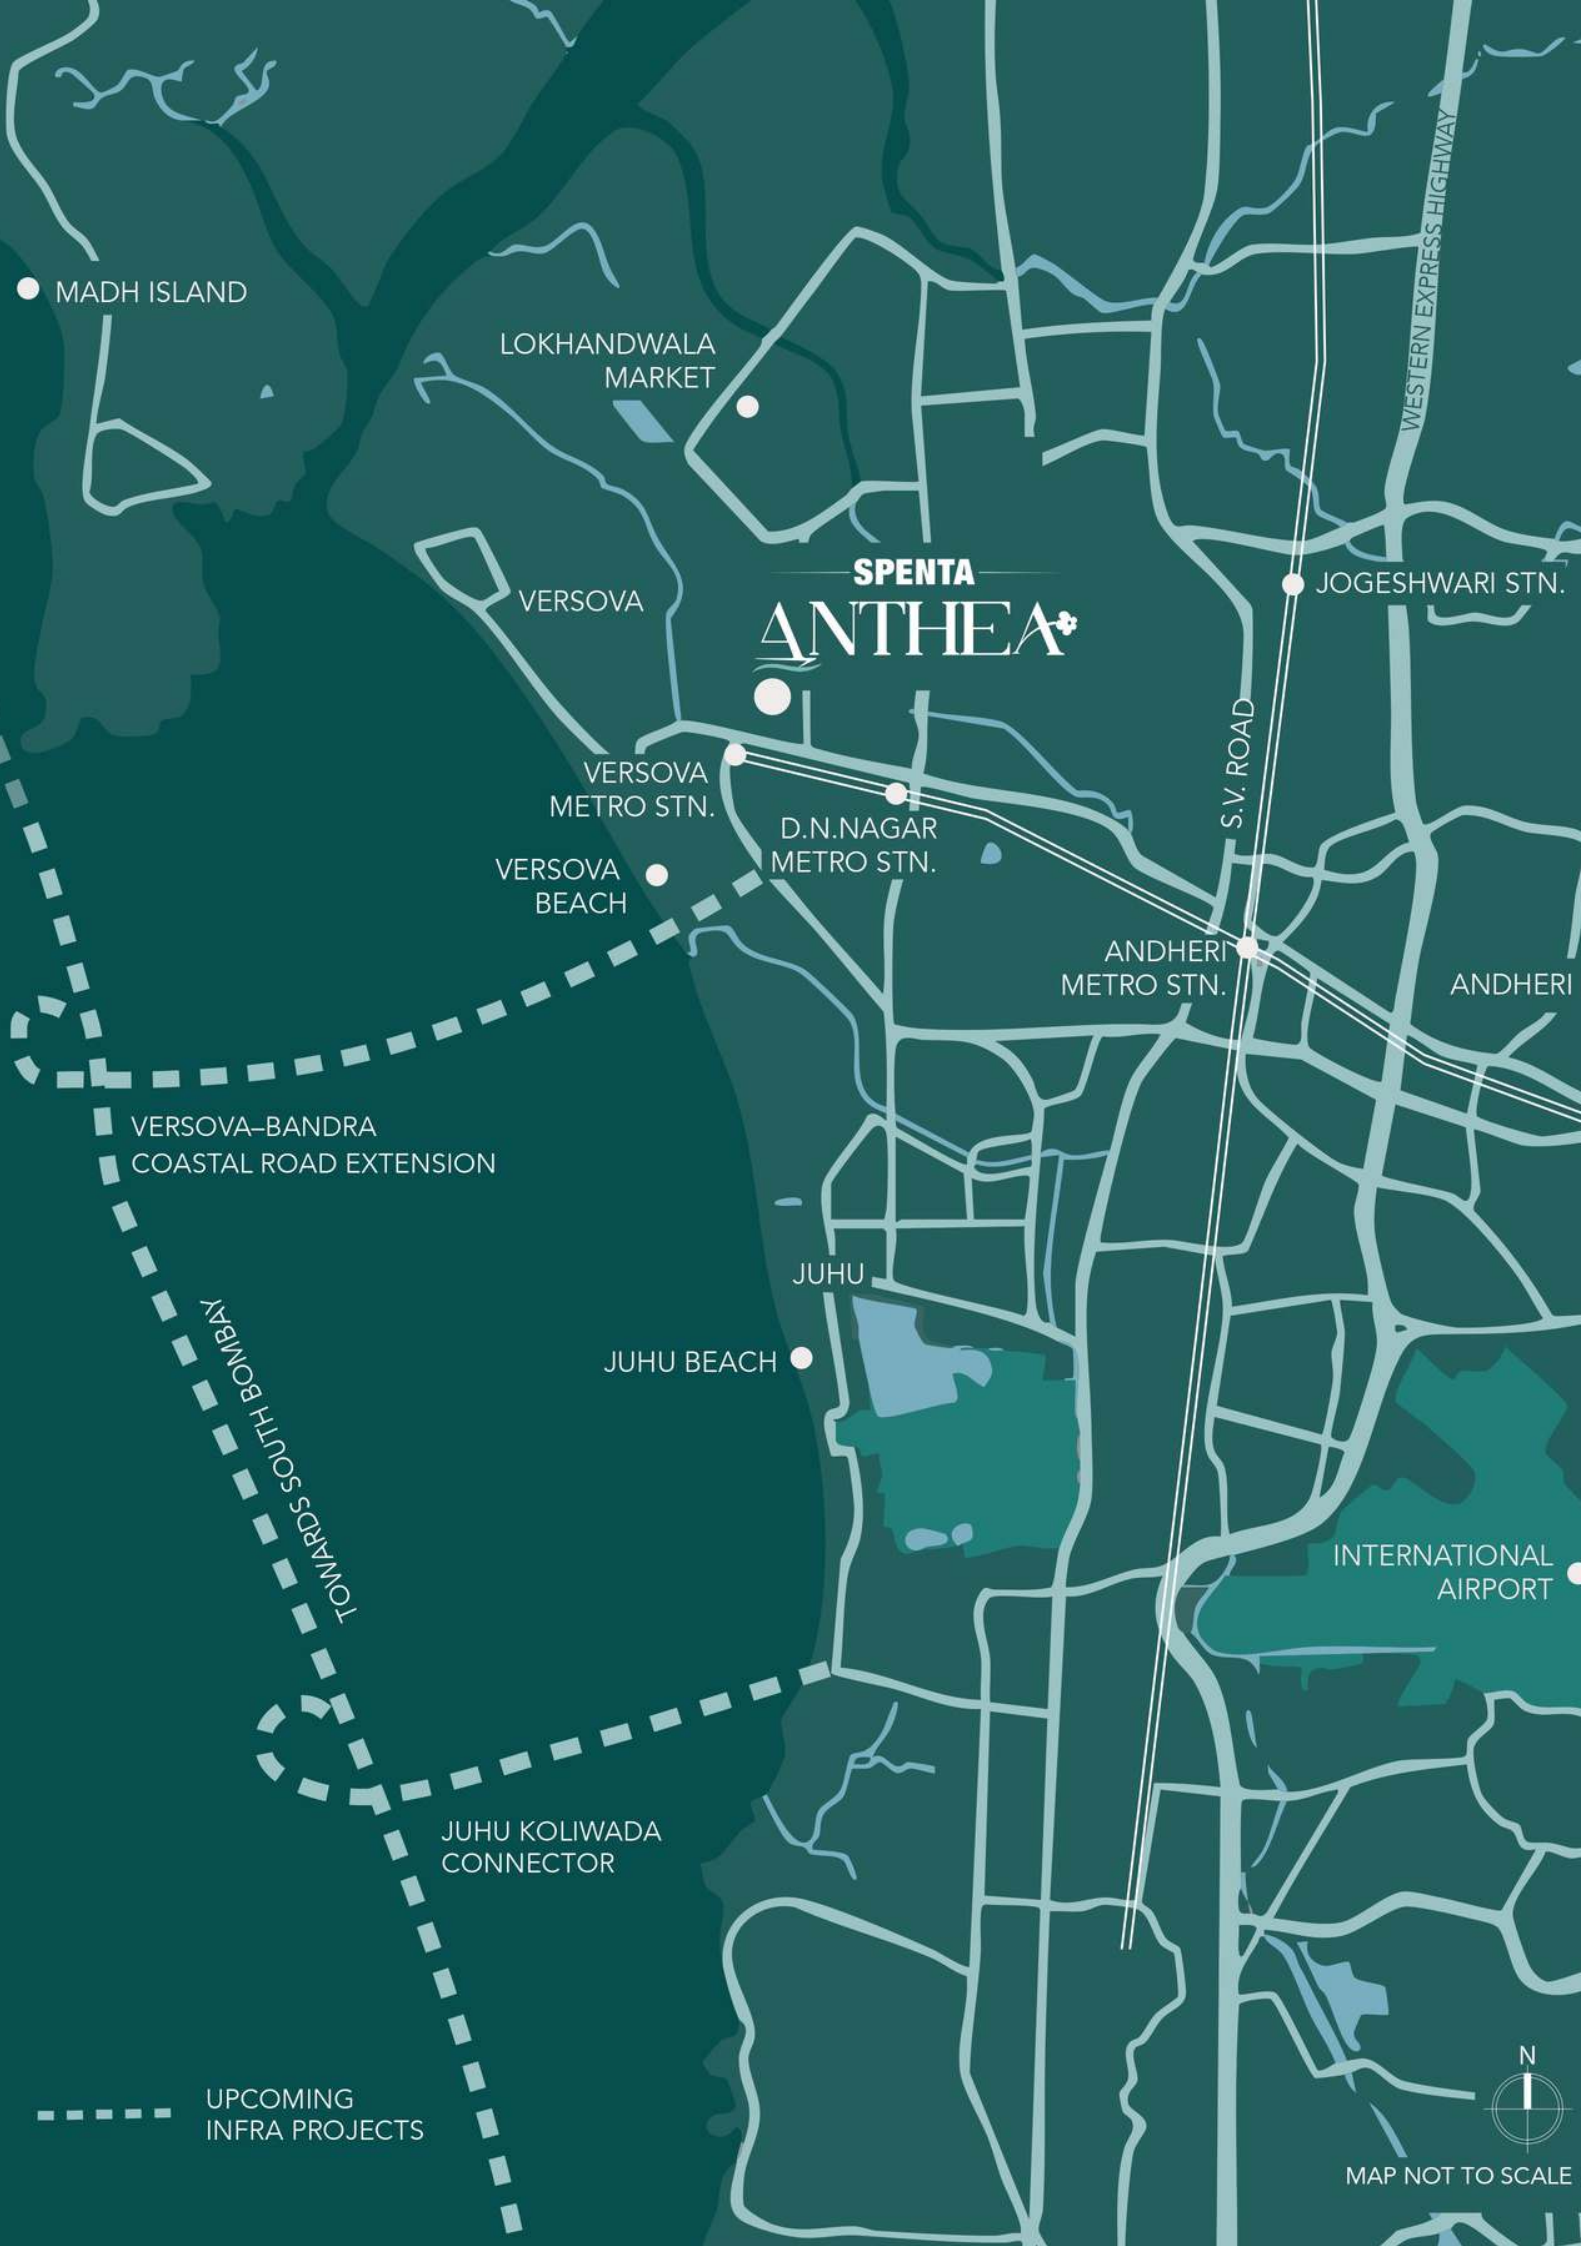 WESTERN EXPRESS HIGHWAY
MADH ISLAND
LOKHANDWALA
MARKET
SPENTA
ANTHEA
VERSOVA
JOGESHWARI STN.
S.V. ROAD
VERSOVA
METRO STN.
D.N.NAGAR
METRO STN.
VERSOVA
BEACH
ANDHERI
METRO STN.
ANDHERI
VERSOVA–BANDRA
COASTAL ROAD EXTENSION
JUHU
TOWARDS SOUTH BOMBAY
JUHU BEACH
INTERNATIONAL
AIRPORT
JUHU KOLIWADA
CONNECTOR
N
UPCOMING
INFRA PROJECTS
MAP NOT TO SCALE